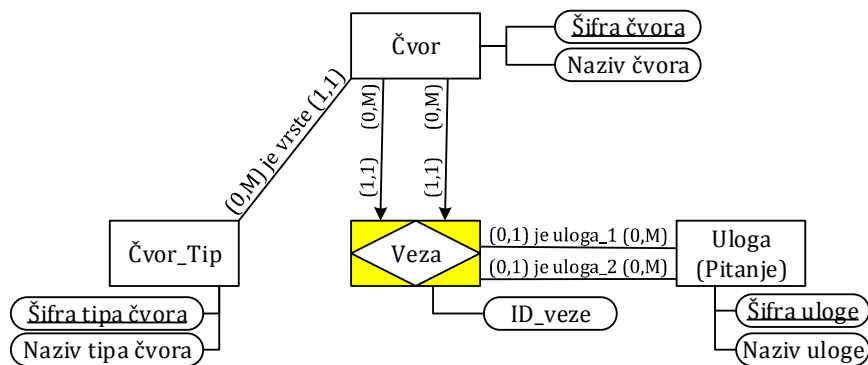 Čvor
Šifra čvora
Naziv čvora
(0,M) je vrste (1,1)
(0,M)
(0,M)
(1,1)
(1,1)
Čvor_Tip
Veza
(0,1) je uloga_1 (0,M)
(0,1) je uloga_2 (0,M)
Uloga
(Pitanje)
Šifra tipa čvora
Naziv tipa čvora
ID_veze
Šifra uloge
Naziv uloge